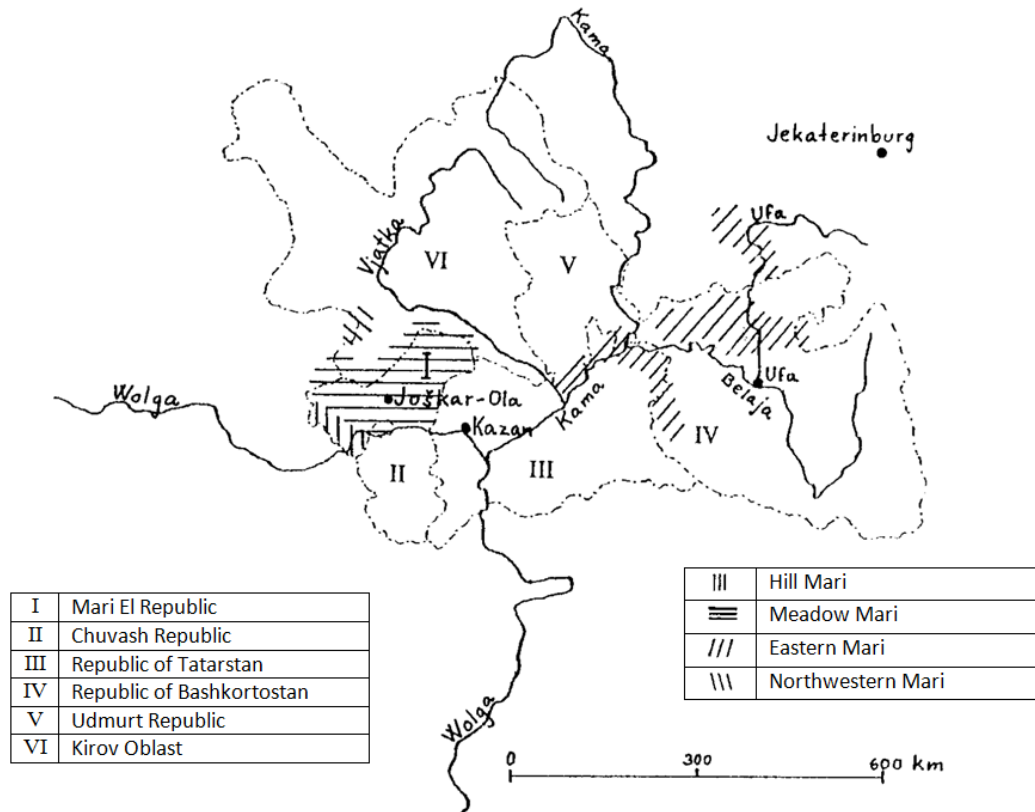 Kama
Jekaterinburg
Ufa
Vjatka
VI
V
I
Wolga
Joškar-Ola
Kama
Belaja
Ufa
Kazan
IV
II
III
I Mari El Republic
II Chuvash Republic
III Republic of Tatarstan
IV Republic of Bashkortostan
V Udmurt Republic
VI Kirov Oblast
Hill Mari
Meadow Mari
Eastern Mari
Northwestern Mari
Wolga
0 300 600 km